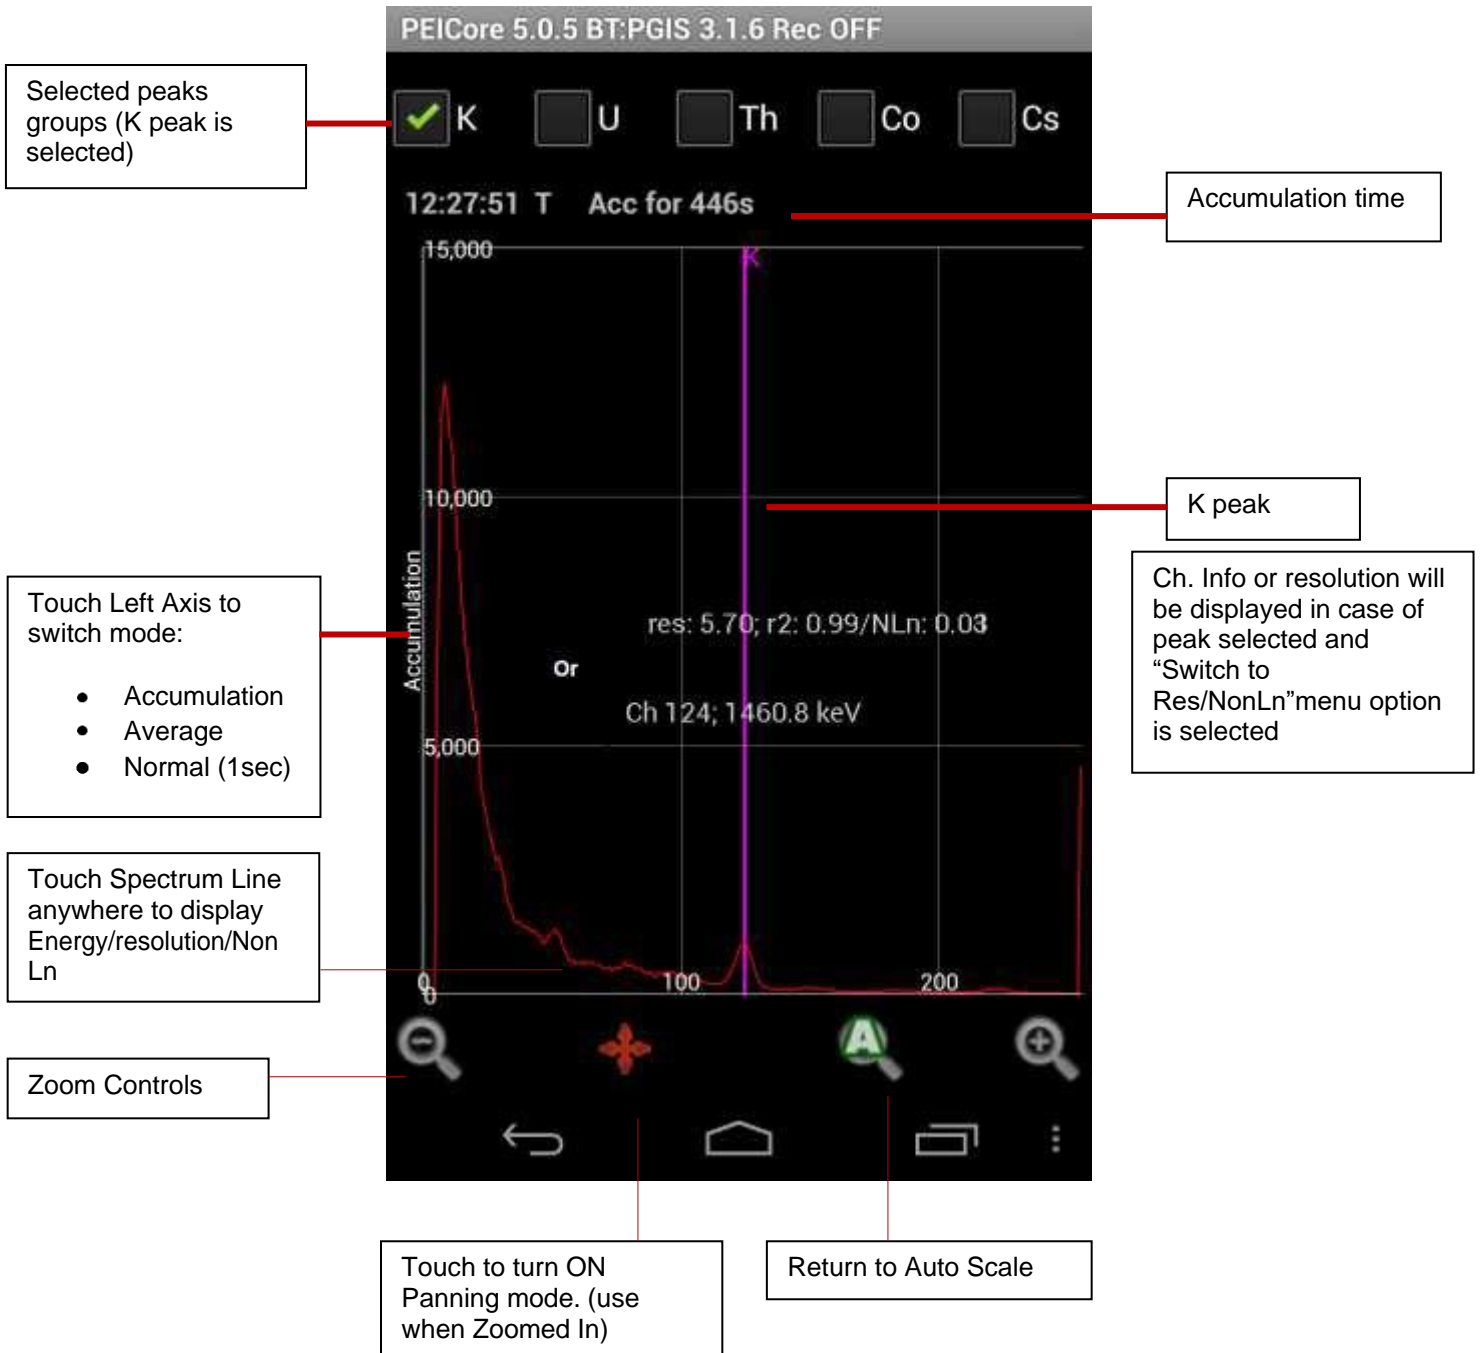 PEICore 5.0.5 BT:PGIS 3.1.6 Rec OFF
Selected peaks
groups (K peak is
selected)
K U Th Co Cs
12:27:51 T Acc for 446s
Accumulation time
15,000
K
10,000
K peak
Accumulation
Touch Left Axis to
switch mode:
• Accumulation
• Average
• Normal (1sec)
res: 5.70; r2: 0.99/NLn: 0.03
Or
Ch 124; 1460.8 keV
Ch. Info or resolution will
be displayed in case of
peak selected and
“Switch to
Res/NonLn”menu option
is selected
5,000
Touch Spectrum Line
anywhere to display
Energy/resolution/Non
Ln
0 100 200
0
A
Zoom Controls
Touch to turn ON
Panning mode. (use
when Zoomed In)
Return to Auto Scale